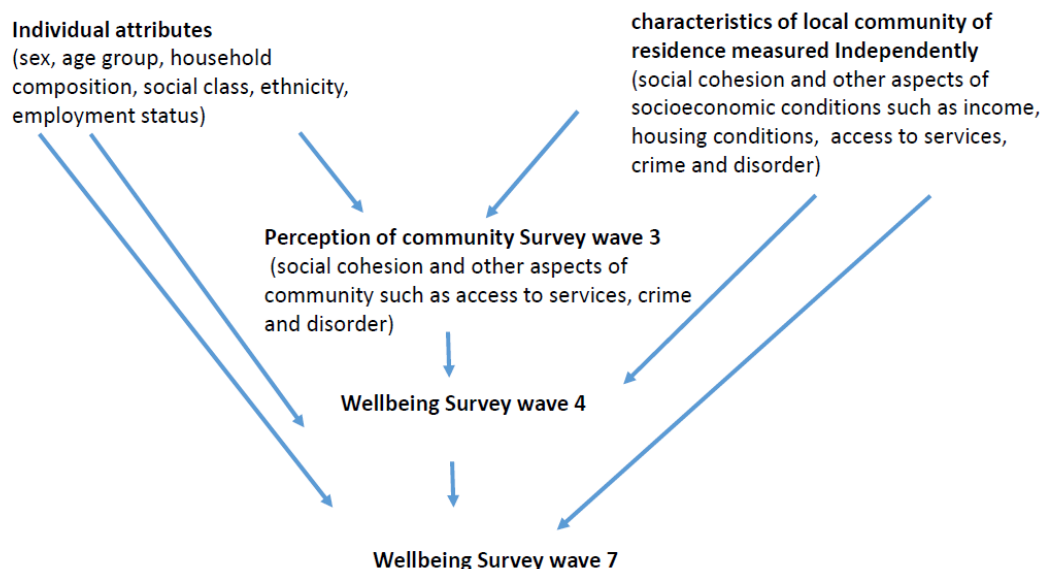 Individual attributes
(sex, age group, household
composition, social class, ethnicity,
employment status)
characteristics of local community of
residence measured Independently
(social cohesion and other aspects of
socioeconomic conditions such as income,
housing conditions,  access to services,
crime and disorder)
Perception of community Survey wave 3
(social cohesion and other aspects of
community such as access to services, crime
and disorder)
Wellbeing Survey wave 4
Wellbeing Survey wave 7